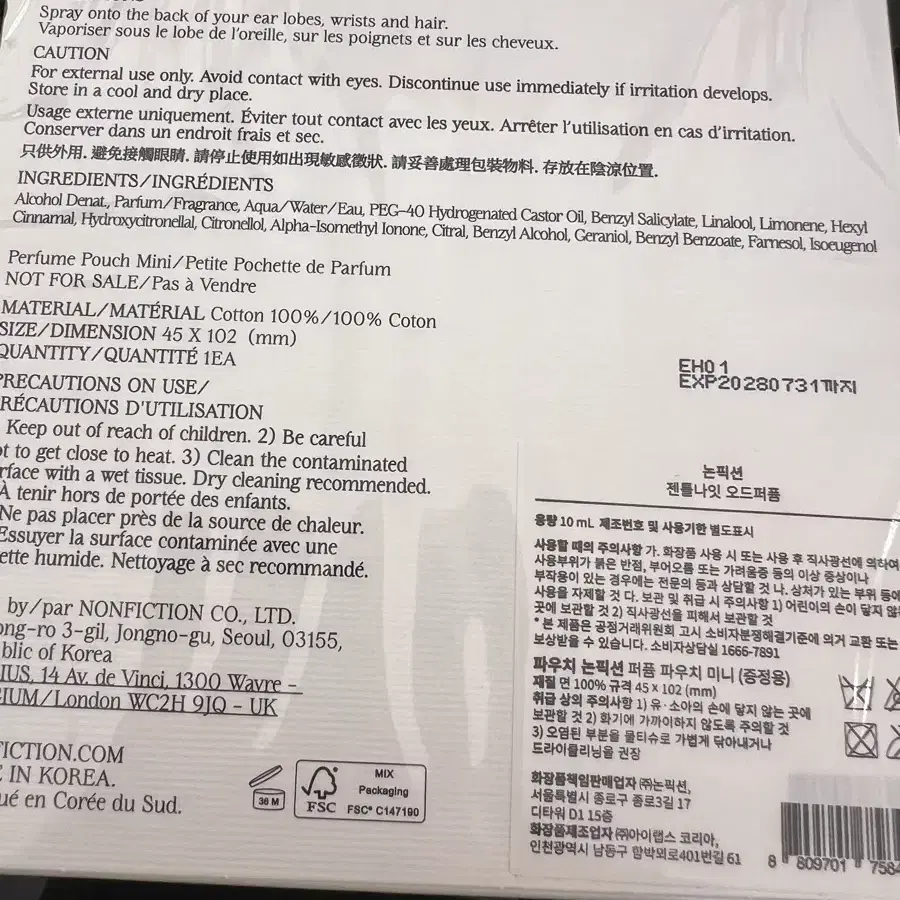 Spray onto the back of your ear lobes, wrists and hair.
Vaporiser sous le lobe de l'oreille, sur les poignets et sur les cheveux.
CAUTION
For external use only. Avoid contact with eyes. Discontinue use immediately if irritation develops.
Store in a cool and dry place.
Usage externe uniquement. Éviter tout contact avec les yeux. Arrêter l'utilisation en cas d'irritation.
Conserver dans un endroit frais et sec.
只供外用. 避免接觸眼睛. 請停止使用如出現敏感徵狀. 請妥善處理包裝物料. 存放在陰涼位置.
INGREDIENTS/INGRÉDIENTS
Alcohol Denat., Parfum/Fragrance, Aqua/Water/Eau, PEG-40 Hydrogenated Castor Oil, Benzyl Salicylate, Linalool, Limonene, Hexyl
Cinnamal, Hydroxycitronellal, Citronellol, Alpha-Isomethyl Ionone, Citral, Benzyl Alcohol, Geraniol, Benzyl Benzoate, Farnesol, Isoeugenol
Perfume Pouch Mini/Petite Pochette de Parfum
NOT FOR SALE/Pas à Vendre
MATERIAL/MATÉRIAL Cotton 100%/100% Coton
SIZE/DIMENSION 45 X 102 (mm)
QUANTITY/QUANTITÉ 1EA
PRECAUTIONS ON USE/
PRÉCAUTIONS D'UTILISATION
Keep out of reach of children. 2) Be careful
to get close to heat. 3) Clean the contaminated
rface with a wet tissue. Dry cleaning recommended.
À tenir hors de portée des enfants.
Ne pas placer près de la source de chaleur.
Essuyer la surface contaminée avec une
ette humide. Nettoyage à sec recommandé.
by/par NONFICTION CO., LTD.
ong-ro 3-gil, Jongno-gu, Seoul, 03155,
blic of Korea
IUS, 14 Av. de Vinci, 1300 Wavre -
IUM/London WC2H 9JQ - UK
FICTION.COM
IN KOREA.
ué en Corée du Sud.
36 M
FSC
MIX
Packaging
FSC® C147190
EH01
EXP20280731까지
논픽션
젠틀나잇 오드퍼퓸
용량 10 mL 제조번호 및 사용기한 별도표시
사용할 때의 주의사항 가. 화장품 사용 시 또는 사용 후 직사광선에 의하여
사용부위가 붉은 반점, 부어오름 또는 가려움증 등의 이상 증상이나
부작용이 있는 경우에는 전문의 등과 상담할 것 나. 상처가 있는 부위 등에
사용을 자제할 것 다. 보관 및 취급 시 주의사항 1) 어린이의 손이 닿지 않
곳에 보관할 것 2) 직사광선을 피해서 보관할 것
* 본 제품은 공정거래위원회 고시 소비자분쟁해결기준에 의거 교환 또는
보상받을 수 있습니다. 소비자상담실 1666-7891
파우치 논픽션 퍼퓸 파우치 미니 (증정용)
재질 면 100% 규격 45 x 102 (mm)
취급 상의 주의사항 1) 유·소아의 손에 닿지 않는 곳에
보관할 것 2) 화기에 가까이하지 않도록 주의할 것
3) 오염된 부분을 물티슈로 가볍게 닦아내거나
드라이클리닝을 권장
화장품책임판매업자 ㈜논픽션,
서울특별시 종로구 종로3길 17
디타워 D1 15층
화장품제조업자 ㈜아이랩스 코리아,
인천광역시 남동구 함박뫼로401번길 61
8 809701 7584